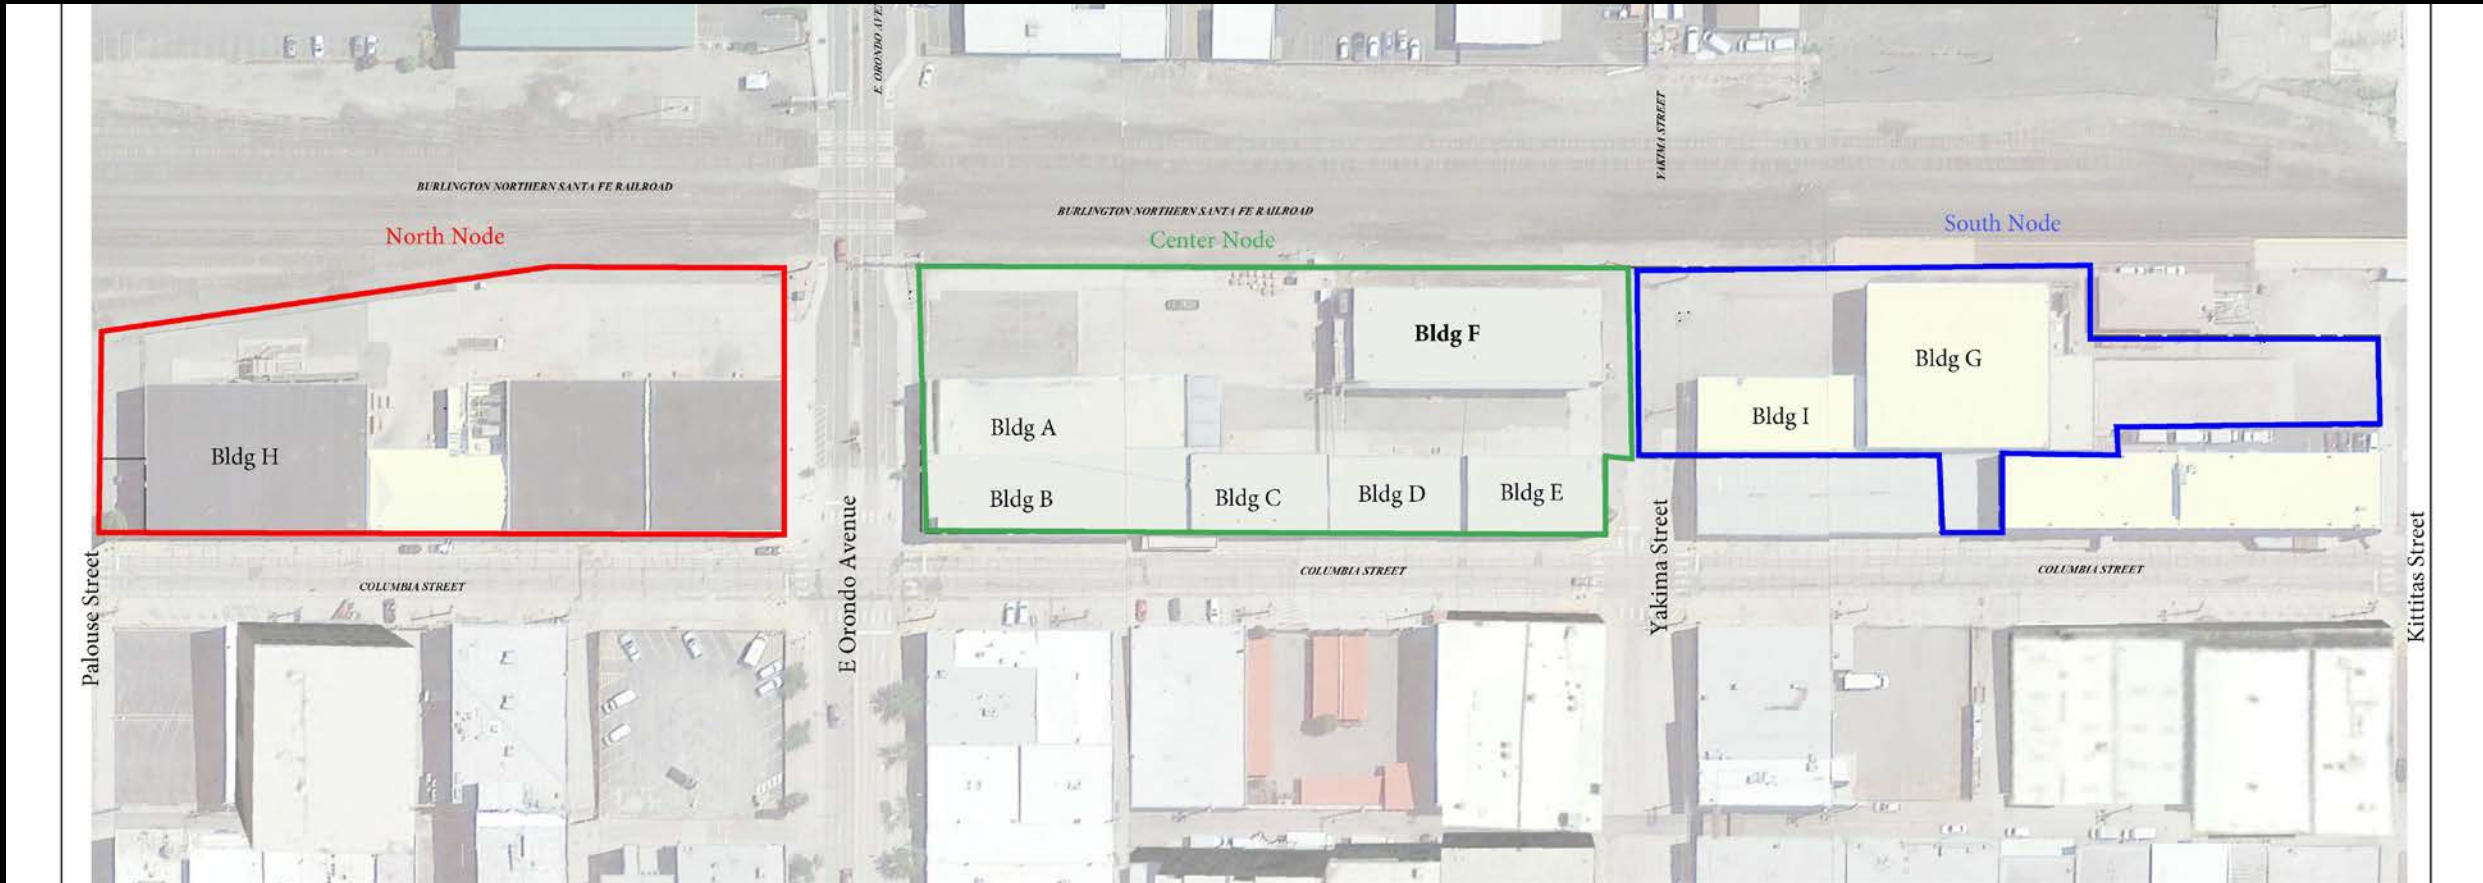 E. ORONDO AVE
YAKIMA STREET
BURLINGTON NORTHERN SANTA FE RAILROAD
BURLINGTON NORTHERN SANTA FE RAILROAD
North Node
Center Node
South Node
Bldg F
Bldg G
Bldg I
Bldg A
Bldg H
Bldg B
Bldg C
Bldg D
Bldg E
Palouse Street
E Orondo Avenue
Yakima Street
Kittitas Street
COLUMBIA STREET
COLUMBIA STREET
COLUMBIA STREET